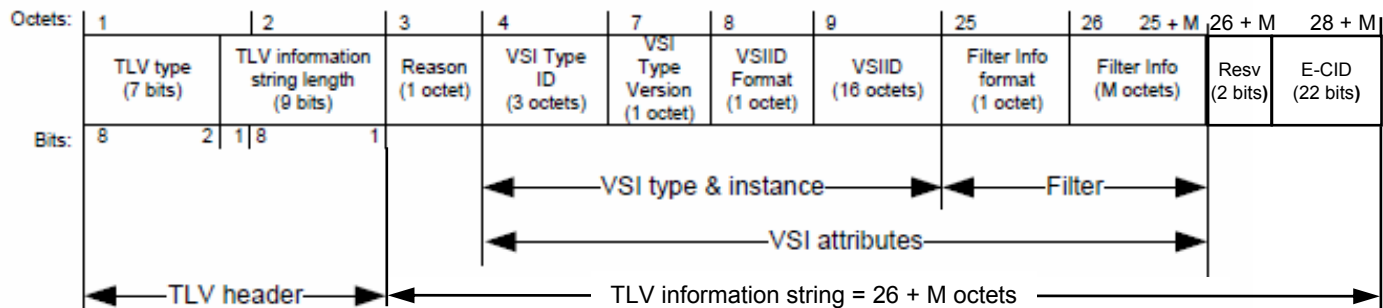 Octets: 1 2 3 4 7 8 9 25 26 25 + M 26 + M 28 + M
TLV type
(7 bits)
TLV information
string length
(9 bits)
Reason
(1 octet)
VSI Type
ID
(3 octets)
VSI
Type
Version
(1 octet)
VSIID
Format
(1 octet)
VSIID
(16 octets)
Filter Info
format
(1 octet)
Filter Info
(M octets)
Resv
(2 bits)
E-CID
(22 bits)
Bits: 8 2 1 8 1
VSI type & instance
Filter
VSI attributes
TLV header
TLV information string = 26 + M octets